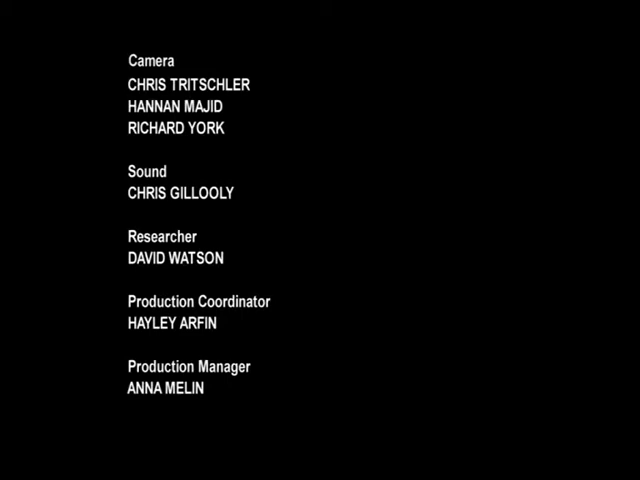 Camera
CHRIS TRITSCHLER
HANNAN MAJID
RICHARD YORK
Sound
CHRIS GILLOOLY
Researcher
DAVID WATSON
Production Coordinator
HAYLEY ARFIN
Production Manager
ANNA MELIN